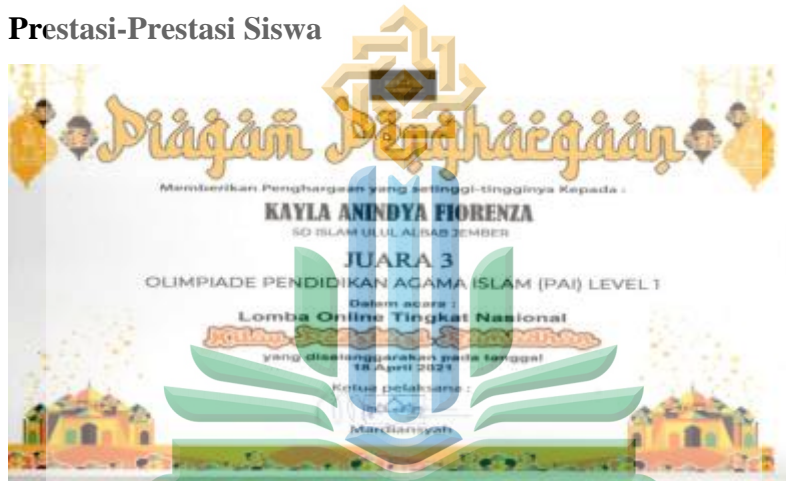 Prestasi-Prestasi Siswa
Piagam Penghargaan
Memberikan Penghargaan yang setinggi-tingginya Kepada :
KAYLA ANINDYA FIORENZA
SD ISLAM ULUL ALBAB JEMBER
JUARA 3
OLIMPIADE PENDIDIKAN AGAMA ISLAM (PAI) LEVEL 1
Dalam acara :
Lomba Online Tingkat Nasional
yang diselanggarakan pada tanggal
18 April 2021
Ketua pelaksana :
Mardiansyah